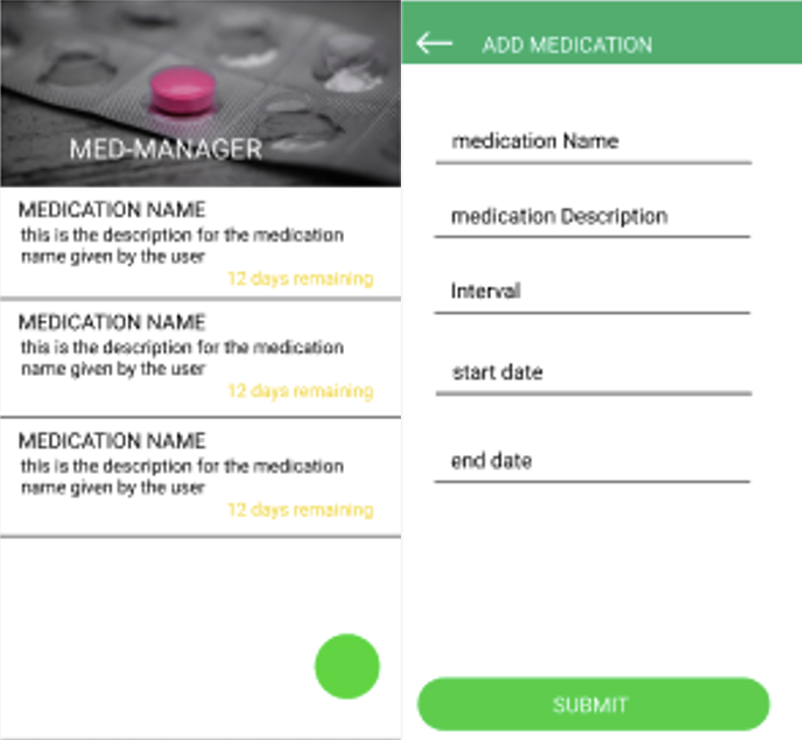 MED-MANAGER
MEDICATION NAME
this is the description for the medication
name given by the user
12 days remaining
MEDICATION NAME
this is the description for the medication
name given by the user
12 days remaining
MEDICATION NAME
this is the description for the medication
name given by the user
12 days remaining
ADD MEDICATION
medication Name
medication Description
Interval
start date
end date
SUBMIT